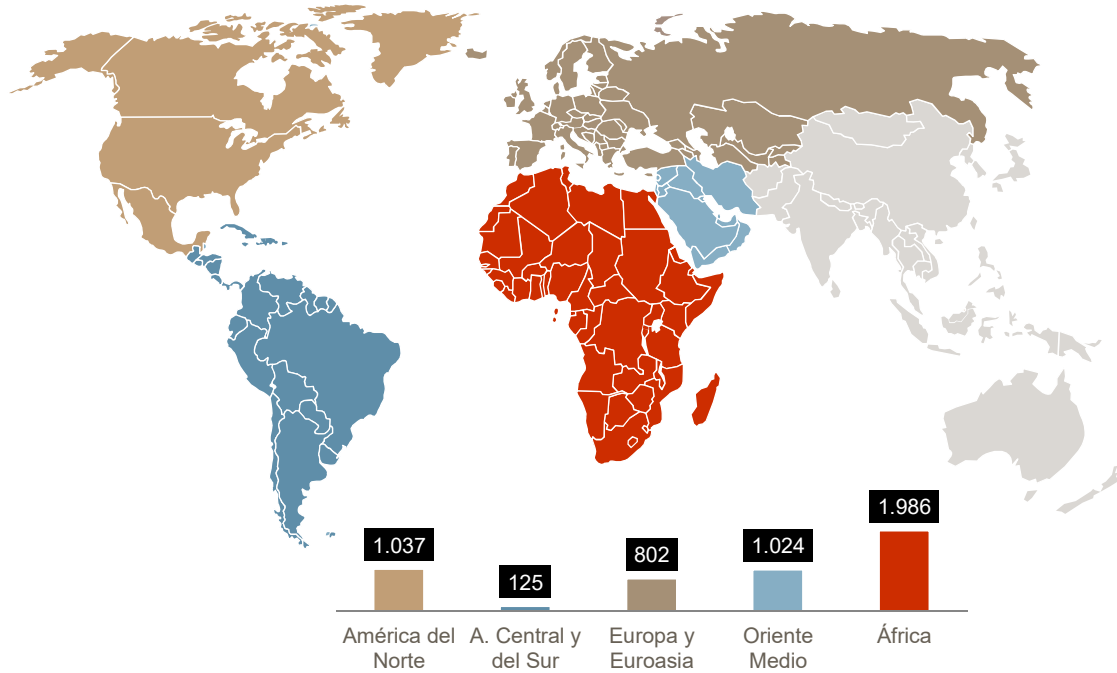 1.037
125
802
1.024
1.986
América del
Norte
A. Central y
del Sur
Europa y
Euroasia
Oriente
Medio
África